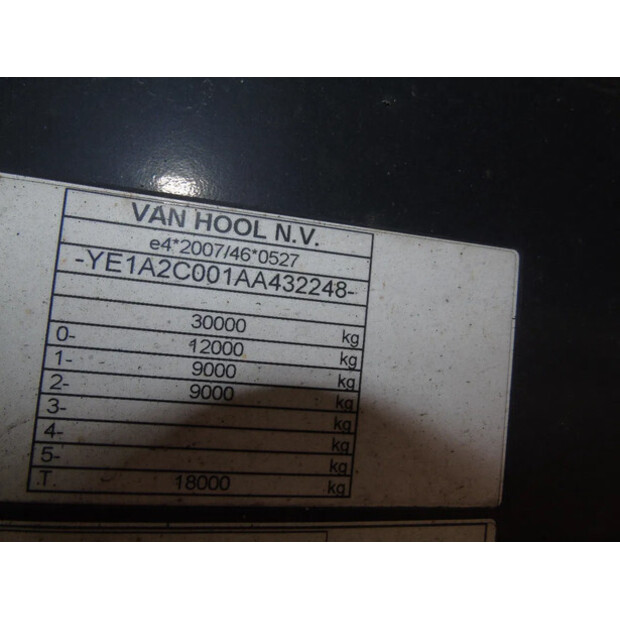 VAN HOOL N.V.
e4*2007/46*0527
-YE1A2C001AA432248-
30000 kg
0- 12000 kg
1- 9000 kg
2- 9000 kg
3- kg
4- kg
5- kg
T. 18000 kg